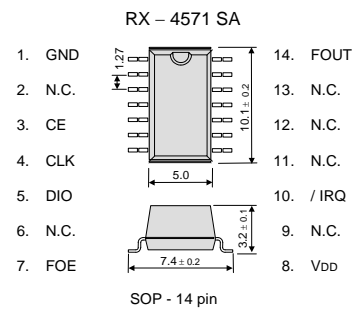 RX – 4571 SA
1. GND
2. N.C.
3. CE
4. CLK
5. DIO
6. N.C.
7. FOE
1.27
10.1± 0.2
5.0
3.2 ± 0.1
7.4 ± 0.2
14. FOUT
13. N.C.
12. N.C.
11. N.C.
10. / IRQ
9. N.C.
8. VDD
SOP - 14 pin